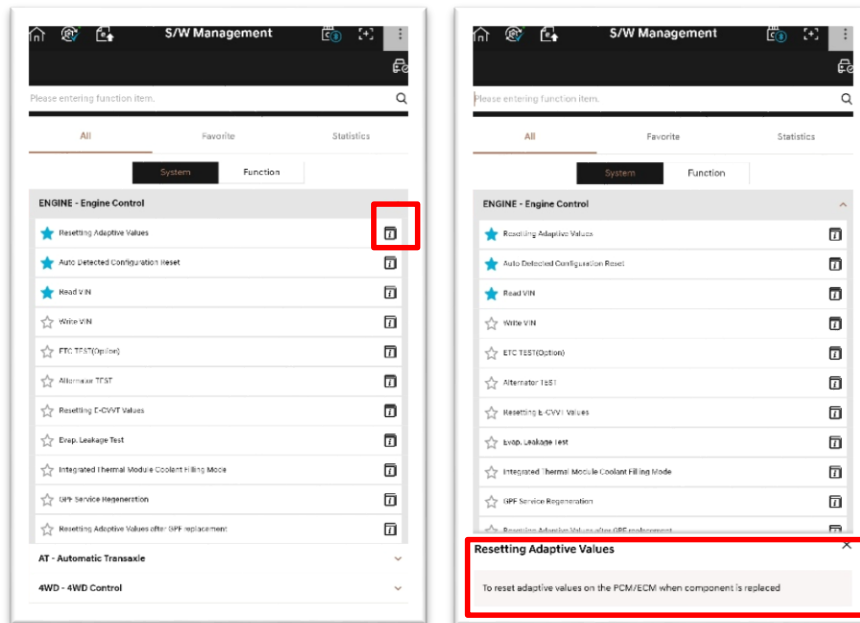 S/W Management
Please entering function item.
All Favorite Statistics
System Function
ENGINE - Engine Control
Resetting Adaptive Values
Auto Detected Configuration Reset
Read VIN
Write VIN
ETC TEST(Option)
Alternator TEST
Resetting E-CVVT Values
Evap. Leakage Test
Integrated Thermal Module Coolant Filling Mode
GPF Service Regeneration
Resetting Adaptive Values after GPF replacement
AT - Automatic Transaxle
4WD - 4WD Control
S/W Management
Please entering function item.
All Favorite Statistics
System Function
ENGINE - Engine Control
Resetting Adaptive Values
Auto Detected Configuration Reset
Read VIN
Write VIN
ETC TEST(Option)
Alternator TEST
Resetting E-CVVT Values
Evap. Leakage Test
Integrated Thermal Module Coolant Filling Mode
GPF Service Regeneration
Resetting Adaptive Values after GPF replacement
Resetting Adaptive Values
To reset adaptive values on the PCM/ECM when component is replaced